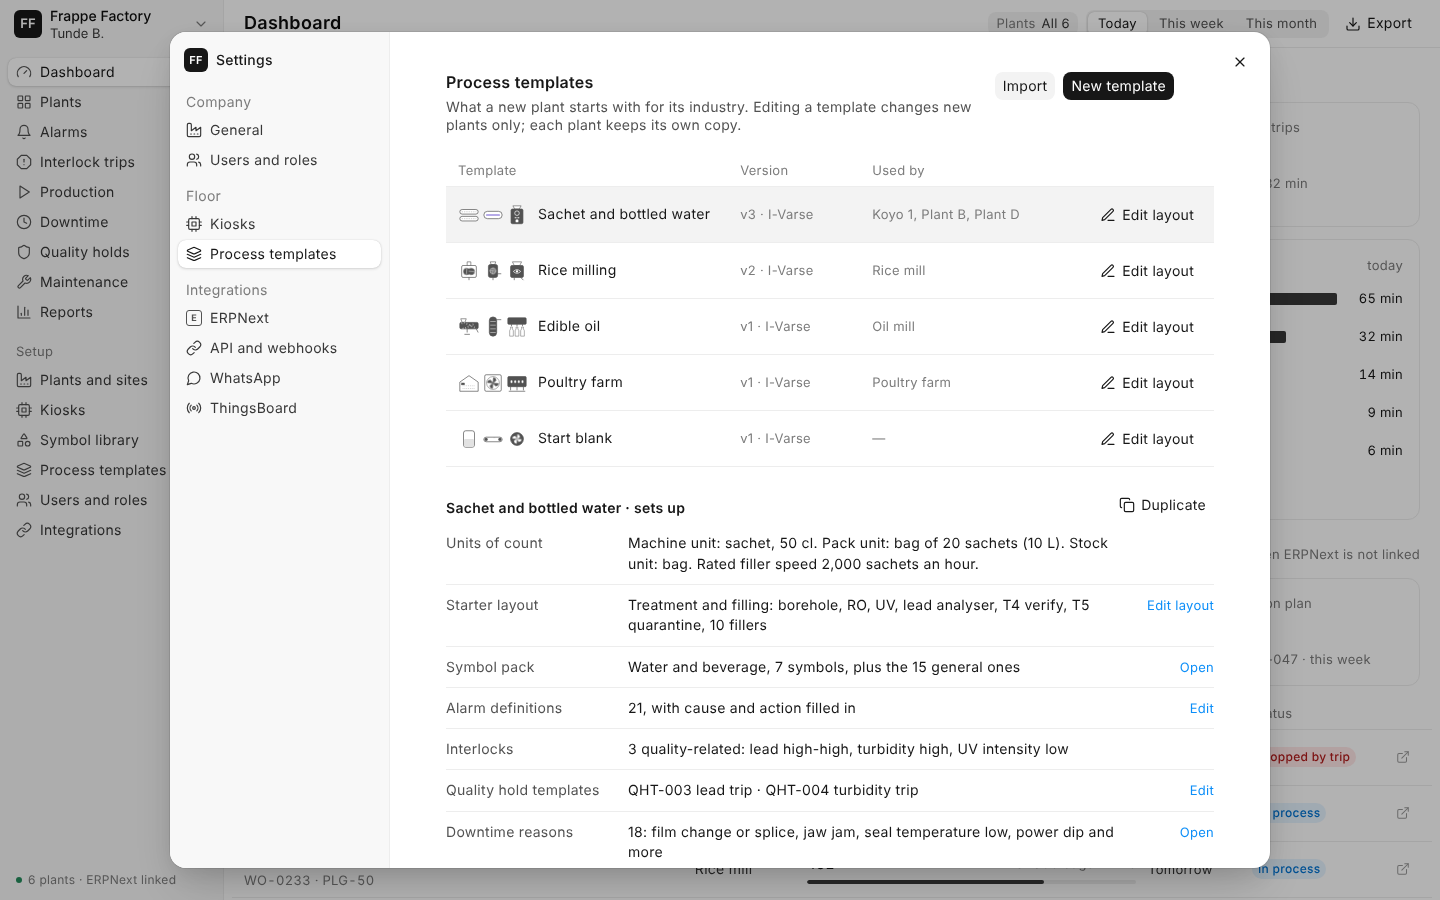 FF
Frappe Factory
Tunde B.
Dashboard
Plants All 6
Today
This week
This month
Export
Dashboard
Plants
Alarms
Interlock trips
Production
Downtime
Quality holds
Maintenance
Reports
Setup
Plants and sites
Kiosks
Symbol library
Process templates
Users and roles
Integrations
6 plants · ERPNext linked
FF
Settings
Company
General
Users and roles
Floor
Kiosks
Process templates
Integrations
E
ERPNext
API and webhooks
WhatsApp
ThingsBoard
Process templates
What a new plant starts with for its industry. Editing a template changes new
plants only; each plant keeps its own copy.
Import
New template
Template Version Used by
Sachet and bottled water v3 · I-Varse Koyo 1, Plant B, Plant D Edit layout
Rice milling v2 · I-Varse Rice mill Edit layout
Edible oil v1 · I-Varse Oil mill Edit layout
Poultry farm v1 · I-Varse Poultry farm Edit layout
Start blank v1 · I-Varse — Edit layout
Sachet and bottled water · sets up
Duplicate
Units of count Machine unit: sachet, 50 cl. Pack unit: bag of 20 sachets (10 L). Stock
unit: bag. Rated filler speed 2,000 sachets an hour.
Starter layout Treatment and filling: borehole, RO, UV, lead analyser, T4 verify, T5 Edit layout
quarantine, 10 fillers
Symbol pack Water and beverage, 7 symbols, plus the 15 general ones Open
Alarm definitions 21, with cause and action filled in Edit
Interlocks 3 quality-related: lead high-high, turbidity high, UV intensity low
Quality hold templates QHT-003 lead trip · QHT-004 turbidity trip Edit
Downtime reasons 18: film change or splice, jaw jam, seal temperature low, power dip and Open
more
trips
32 min
today
65 min
32 min
14 min
9 min
6 min
en ERPNext is not linked
on plan
-047 · this week
atus
opped by trip
process
WO-0233 · PLG-50
Rice mill
Tomorrow
In process